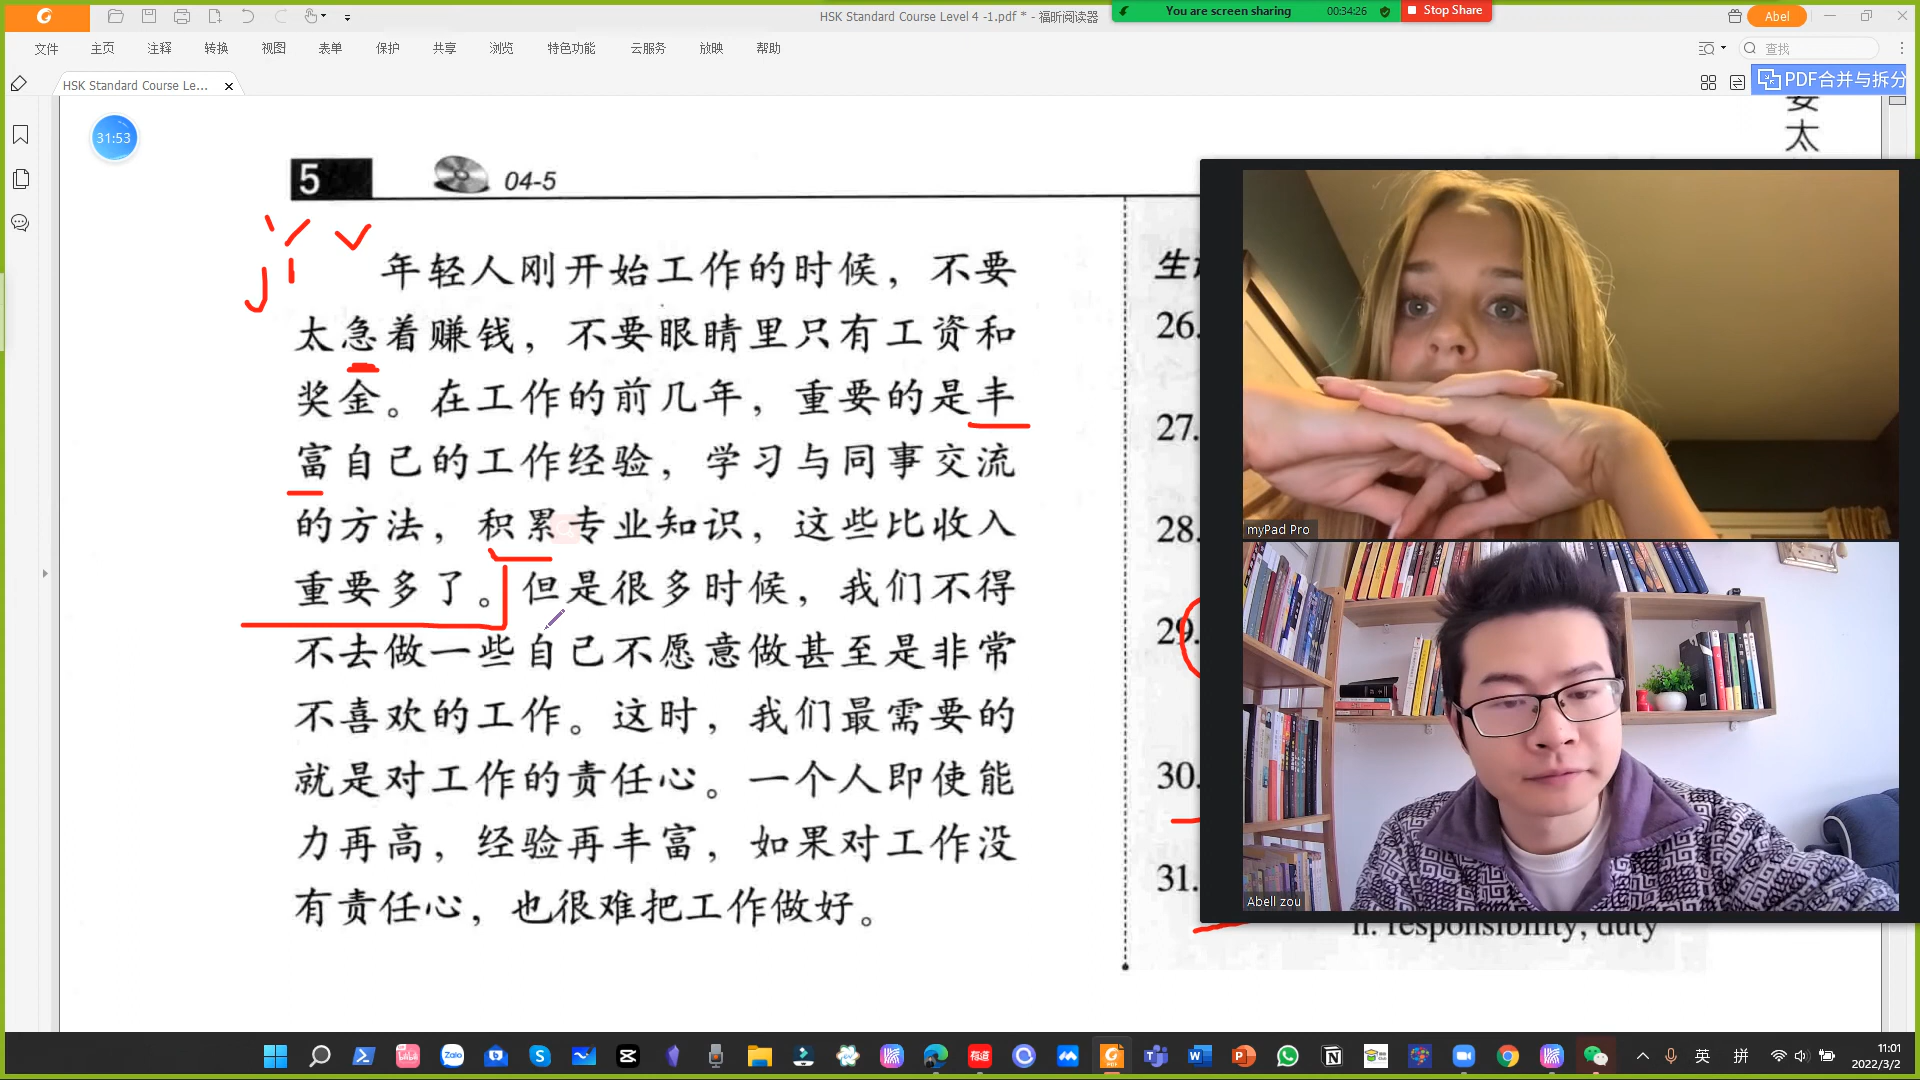 HSK Standard Course Level 4 -1.pdf * - 福昕阅读器
You are screen sharing
00:34:26
Stop Share
Abel
文件 主页 注释 转换 视图 表单 保护 共享 浏览 特色功能 云服务 放映 帮助
查找
HSK Standard Course Le...
PDF合并与拆分
31:53
太
5
04-5
jí
年轻人刚开始工作的时候，不要
太急着赚钱，不要眼睛里只有工资和
奖金。在工作的前几年，重要的是丰
富自己的工作经验，学习与同事交流
的方法，积累专业知识，这些比收入
重要多了。但是很多时候，我们不得
不去做一些自己不愿意做甚至是非常
不喜欢的工作。这时，我们最需要的
就是对工作的责任心。一个人即使能
力再高，经验再丰富，如果对工作没
有责任心，也很难把工作做好。
生
26.
27.
28.
29.
30.
31.
n. responsibility, duty
myPad Pro
Abell zou
Zalo
有道
英
拼
11:01
2022/3/2